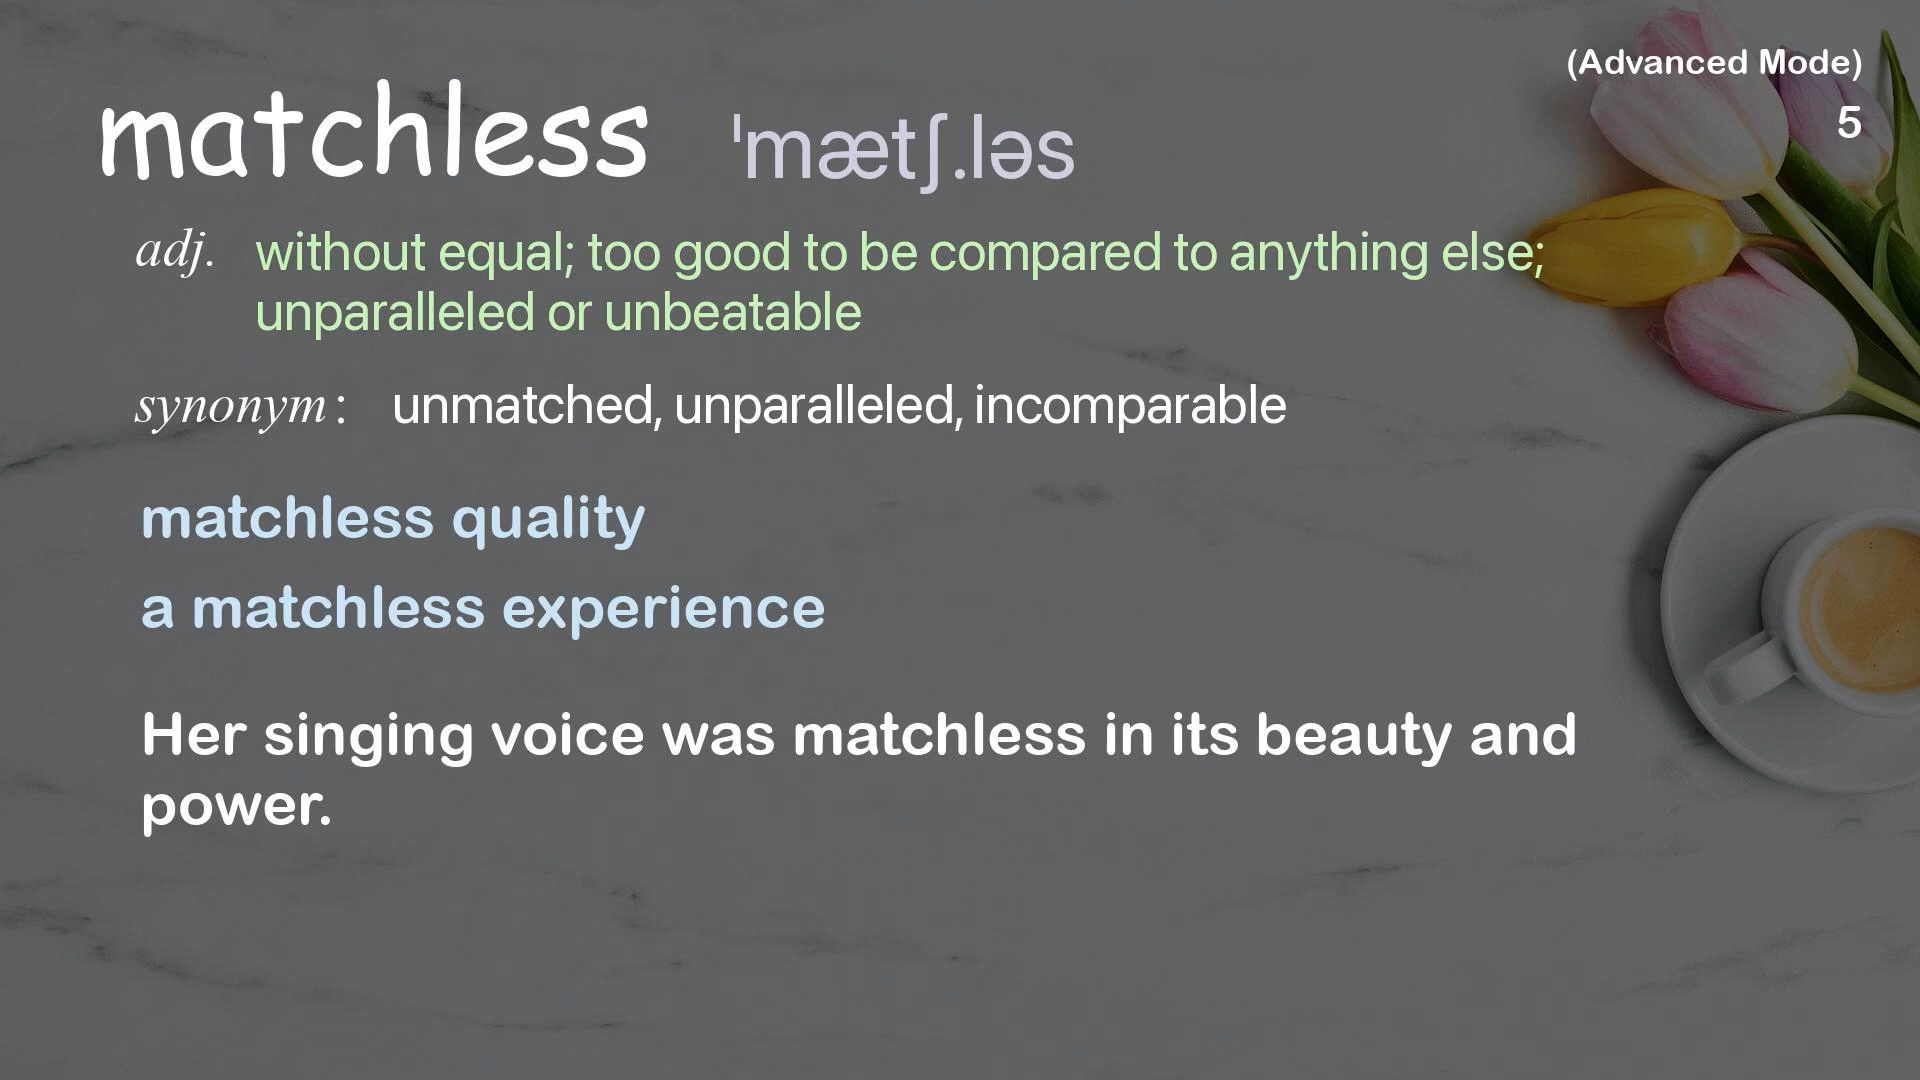 (Advanced Mode)
5
matchless ˈmætʃ.ləs
adj. without equal; too good to be compared to anything else;
unparalleled or unbeatable
synonym: unmatched, unparalleled, incomparable
matchless quality
a matchless experience
Her singing voice was matchless in its beauty and
power.